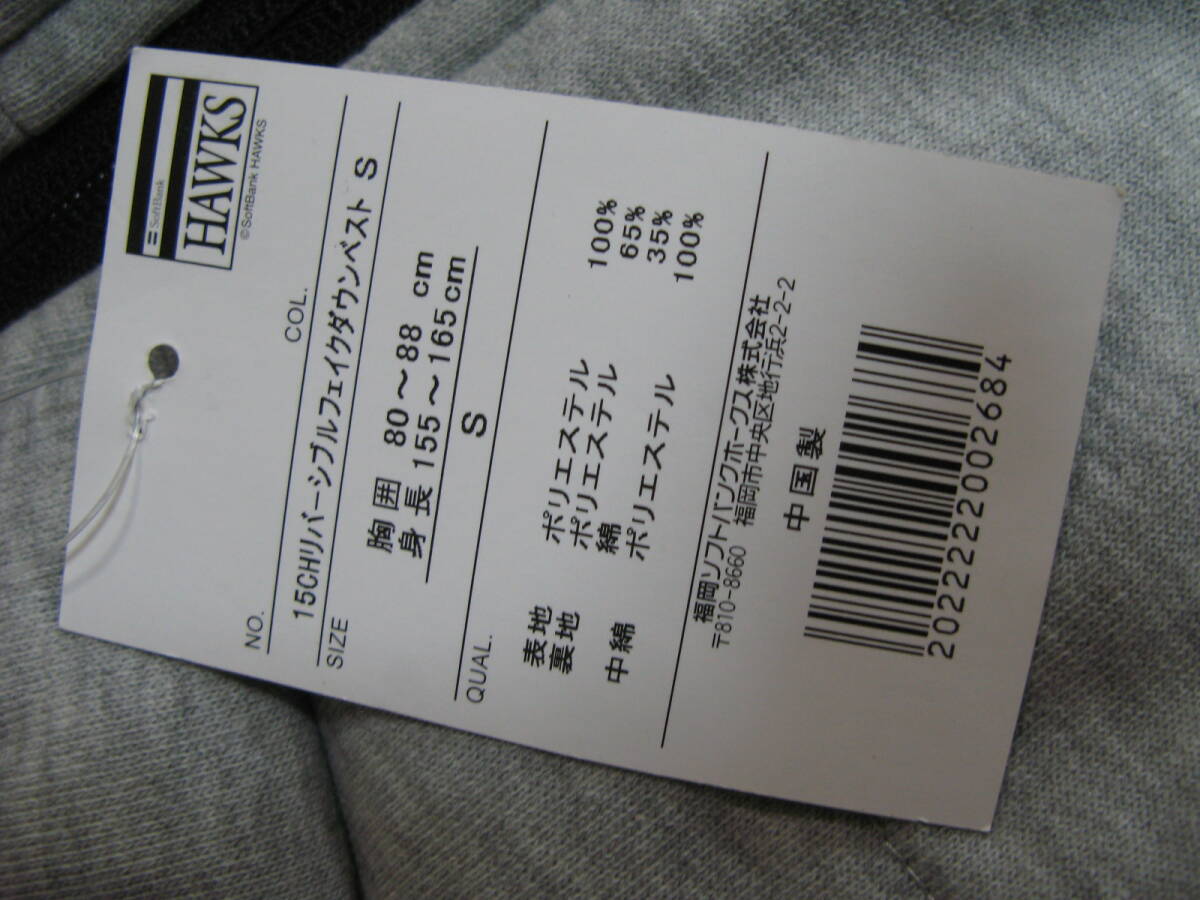 SoftBank
HAWKS
©SoftBank HAWKS
NO. COL.
15CHリバーシブルフェイクダウンベスト S
SIZE
胸囲 80～88 cm
身長 155～165cm
S
QUAL.
表地 ポリエステル 100%
裏地 ポリエステル 65%
綿 35%
中綿 ポリエステル 100%
福岡ソフトバンクホークス株式会社
〒810-8660 福岡市中央区地行浜2-2-2
中国製
2022222002684